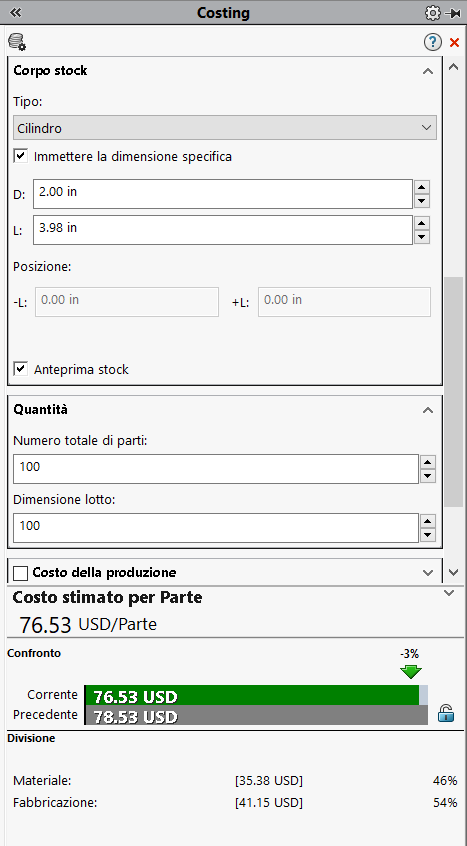 Costing
Corpo stock
Tipo:
Cilindro
Immettere la dimensione specifica
D: 2.00 in
L: 3.98 in
Posizione:
-L: 0.00 in +L: 0.00 in
Anteprima stock
Quantità
Numero totale di parti:
100
Dimensione lotto:
100
Costo della produzione
Costo stimato per Parte
76.53 USD/Parte
Confronto -3%
Corrente 76.53 USD
Precedente 78.53 USD
Divisione
Materiale: [35.38 USD] 46%
Fabbricazione: [41.15 USD] 54%